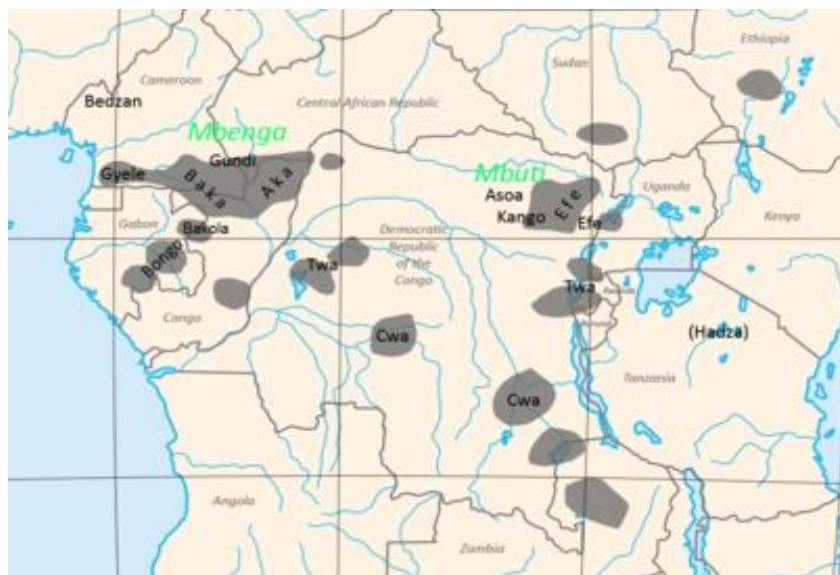 Ethiopia
Sudan
Cameroon
Bedzan
Central African Republic
Mbenga
Gundi
Gyele
Baka
Aka
Mbuti
Asoa
Kango
Efe
Efe
Uganda
Kenya
Gabon
Bakola
Bongo
Democratic
Republic
of the
Congo
Twa
Twa
Congo
Cwa
(Hadza)
Tanzania
Cwa
Angola
Zambia